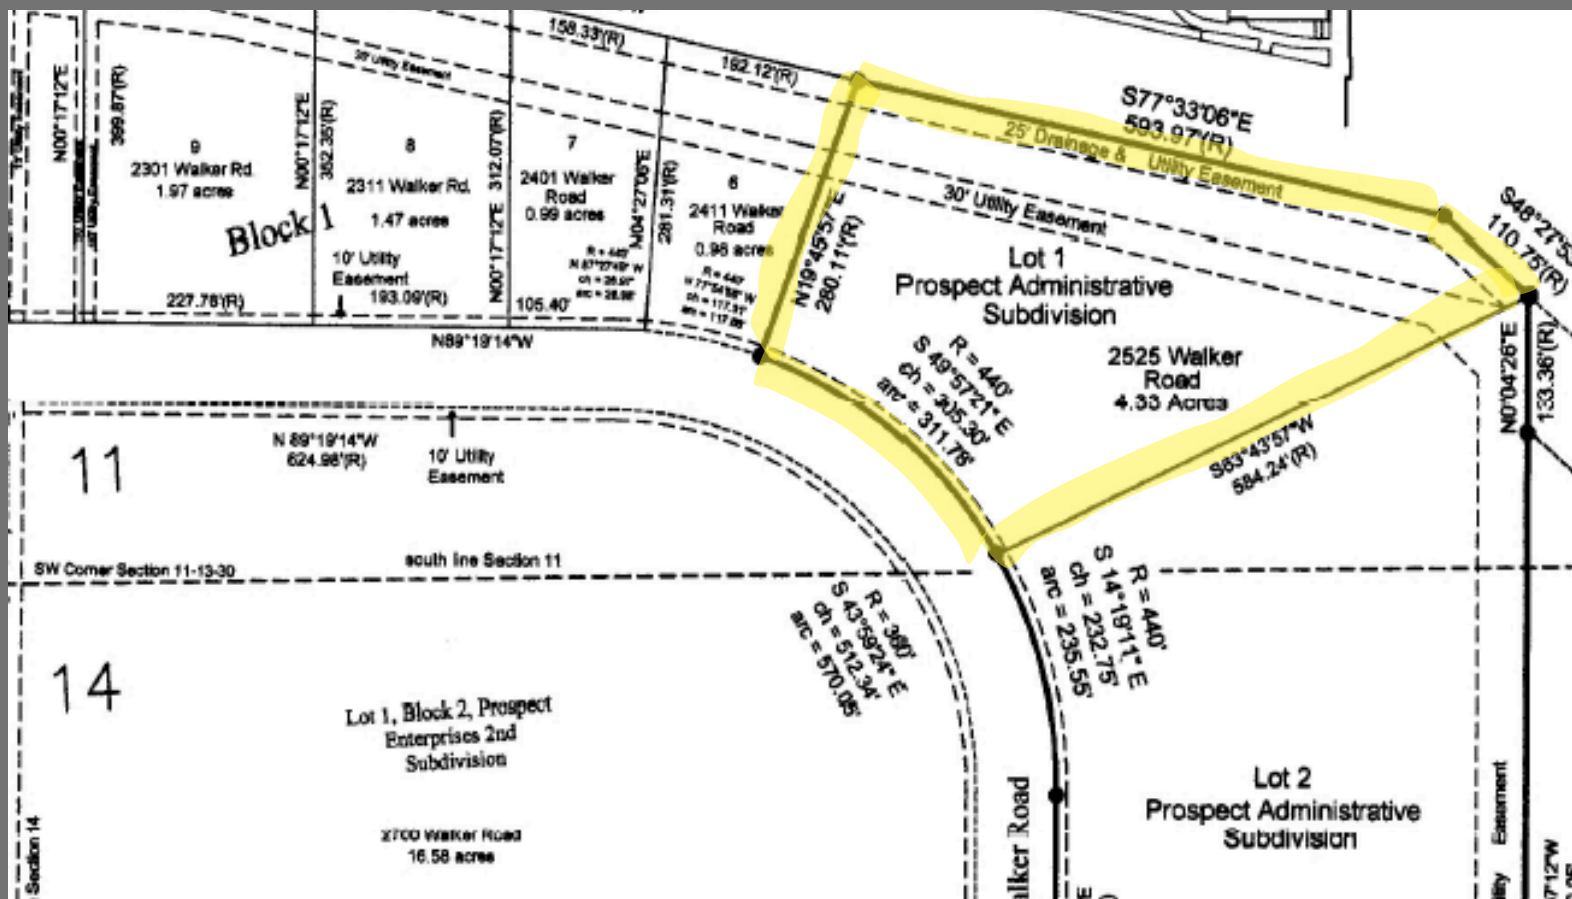 158.33'(R)
192.12'(R)
S77°33'06"E
593.97'(R)
25' Drainage & Utility Easement
30' Utility Easement
S48°27'53
110.75'(R)
N00°17'12"E
399.87'(R)
9
2301 Walker Rd.
1.97 acres
N00°17'12"E
352.35'(R)
8
2311 Walker Rd.
1.47 acres
Block 1
10' Utility
Easement
227.78'(R)
193.09'(R)
N00°17'12"E 312.07'(R)
7
2401 Walker
Road
0.99 acres
105.40'
N04°27'06"E
281.31'(R)
6
2411 Walker
Road
0.98 acres
N19°45'57"E
280.11'(R)
Lot 1
Prospect Administrative
Subdivision
2525 Walker
Road
4.33 Acres
R = 440'
S 49°57'21" E
ch = 305.30'
arc = 311.78'
S63°43'57"W
584.24'(R)
N0°04'26"E
133.36'(R)
N89°19'14"W
N 89°19'14"W
624.98'(R)
10' Utility
Easement
11
SW Corner Section 11-13-30
south line Section 11
14
R = 360'
S 43°59'24" E
ch = 512.34'
arc = 570.05'
R = 440'
S 14°19'11" E
ch = 232.75'
arc = 235.55'
Lot 1, Block 2, Prospect
Enterprises 2nd
Subdivision
2700 Walker Road
16.58 acres
alker Road
Lot 2
Prospect Administrative
Subdivision
Easement
Section 14